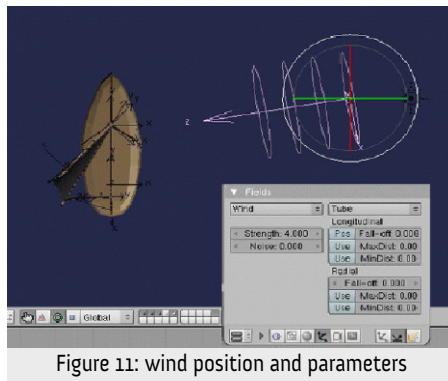 z
Fields
Wind
Tube
Longitudinal
Strength: 4.000
Pos
Fall-off: 0.000
Noise: 0.000
Use
MaxDist: 0.00
Use
MinDist: 0.00
Radial
Fall-off: 0.000
Use
MaxDist: 0.00
Use
MinDist: 0.00
Global
Figure 11: wind position and parameters